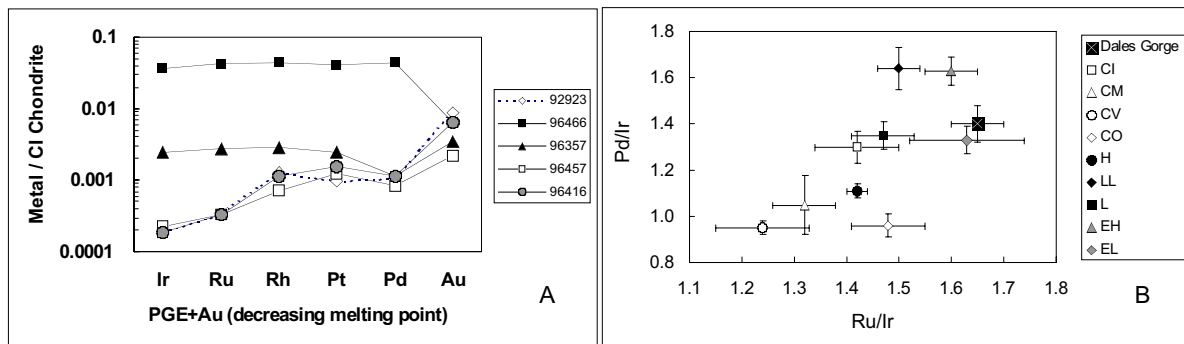 Metal / CI Chondrite
0.1
0.01
0.001
0.0001
Ir Ru Rh Pt Pd Au
PGE+Au (decreasing melting point)
92923
96466
96357
96457
96416
A
Pd/Ir
1.8
1.6
1.4
1.2
1.0
0.8
1.1 1.2 1.3 1.4 1.5 1.6 1.7 1.8
Ru/Ir
Dales Gorge
CI
CM
CV
CO
H
LL
L
EH
EL
B